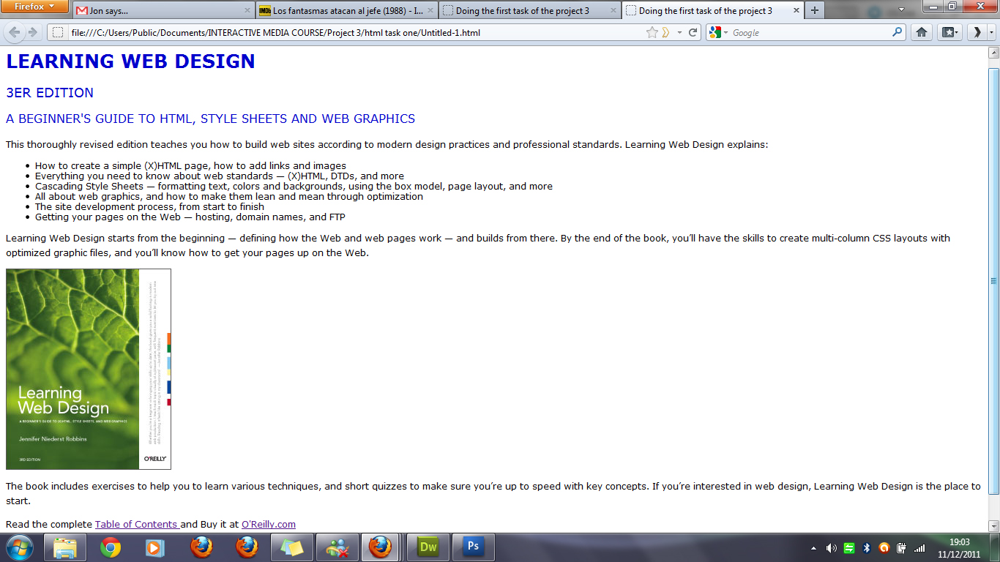 Firefox
Jon says...
Los fantasmas atacan al jefe (1988) - I...
Doing the first task of the project 3
Doing the first task of the project 3
file:///C:/Users/Public/Documents/INTERACTIVE MEDIA COURSE/Project 3/html task one/Untitled-1.html
Google
LEARNING WEB DESIGN
3ER EDITION
A BEGINNER'S GUIDE TO HTML, STYLE SHEETS AND WEB GRAPHICS
This thoroughly revised edition teaches you how to build web sites according to modern design practices and professional standards. Learning Web Design explains:
• How to create a simple (X)HTML page, how to add links and images
• Everything you need to know about web standards — (X)HTML, DTDs, and more
• Cascading Style Sheets — formatting text, colors and backgrounds, using the box model, page layout, and more
• All about web graphics, and how to make them lean and mean through optimization
• The site development process, from start to finish
• Getting your pages on the Web — hosting, domain names, and FTP
Learning Web Design starts from the beginning — defining how the Web and web pages work — and builds from there. By the end of the book, you’ll have the skills to create multi-column CSS layouts with
optimized graphic files, and you’ll know how to get your pages up on the Web.
Learning
Web Design
A BEGINNER'S GUIDE TO (X)HTML, STYLE SHEETS, AND WEB GRAPHICS
Jennifer Niederst Robbins
3RD EDITION
O'REILLY
The book includes exercises to help you to learn various techniques, and short quizzes to make sure you’re up to speed with key concepts. If you’re interested in web design, Learning Web Design is the place to
start.
Read the complete Table of Contents and Buy it at O'Reilly.com
Dw
Ps
19:03
11/12/2011